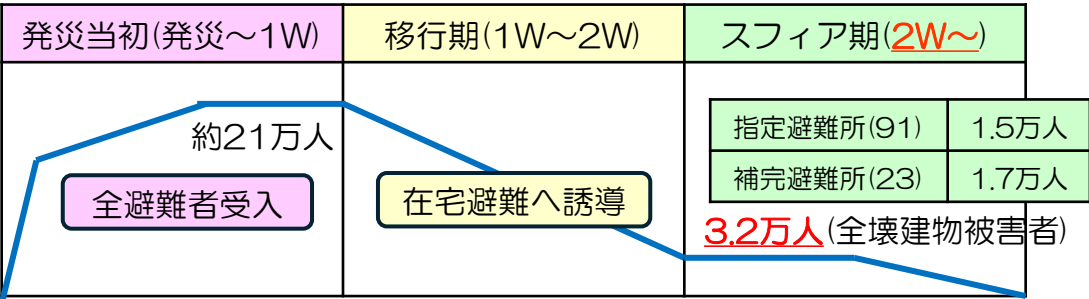 発災当初(発災～1W)
移行期(1W～2W)
スフィア期(2W～)
約21万人
全避難者受入
在宅避難へ誘導
指定避難所(91) 1.5万人
補完避難所(23) 1.7万人
3.2万人(全壊建物被害者)